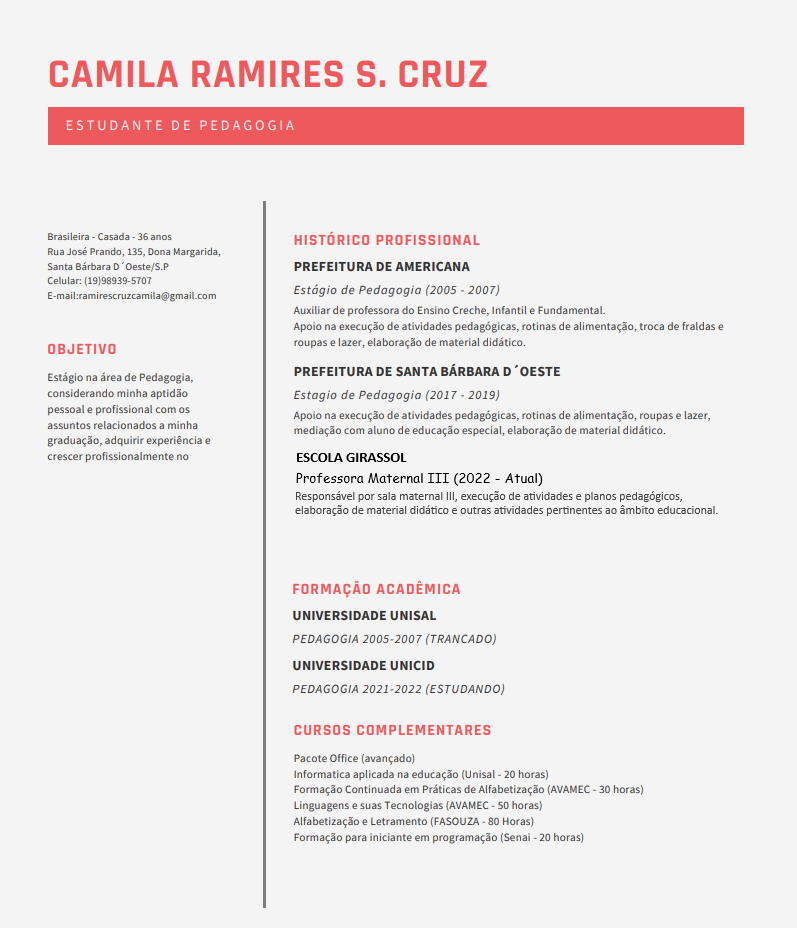 CAMILA RAMIRES S. CRUZ
ESTUDANTE DE PEDAGOGIA
Brasileira - Casada - 36 anos
Rua José Prando, 135, Dona Margarida,
Santa Bárbara D´Oeste/S.P
Celular: (19)98939-5707
E-mail:ramirescruzcamila@gmail.com
OBJETIVO
Estágio na área de Pedagogia,
considerando minha aptidão
pessoal e profissional com os
assuntos relacionados a minha
graduação, adquirir experiência e
crescer profissionalmente no
HISTÓRICO PROFISSIONAL
PREFEITURA DE AMERICANA
Estágio de Pedagogia (2005 - 2007)
Auxiliar de professora do Ensino Creche, Infantil e Fundamental.
Apoio na execução de atividades pedagógicas, rotinas de alimentação, troca de fraldas e
roupas e lazer, elaboração de material didático.
PREFEITURA DE SANTA BÁRBARA D´OESTE
Estagio de Pedagogia (2017 - 2019)
Apoio na execução de atividades pedagógicas, rotinas de alimentação, roupas e lazer,
mediação com aluno de educação especial, elaboração de material didático.
ESCOLA GIRASSOL
Professora Maternal III (2022 - Atual)
Responsável por sala maternal III, execução de atividades e planos pedagógicos,
elaboração de material didático e outras atividades pertinentes ao âmbito educacional.
FORMAÇÃO ACADÊMICA
UNIVERSIDADE UNISAL
PEDAGOGIA 2005-2007 (TRANCADO)
UNIVERSIDADE UNICID
PEDAGOGIA 2021-2022 (ESTUDANDO)
CURSOS COMPLEMENTARES
Pacote Office (avançado)
Informatica aplicada na educação (Unisal - 20 horas)
Formação Continuada em Práticas de Alfabetização (AVAMEC - 30 horas)
Linguagens e suas Tecnologias (AVAMEC - 50 horas)
Alfabetização e Letramento (FASOUZA - 80 Horas)
Formação para iniciante em programação (Senai - 20 horas)